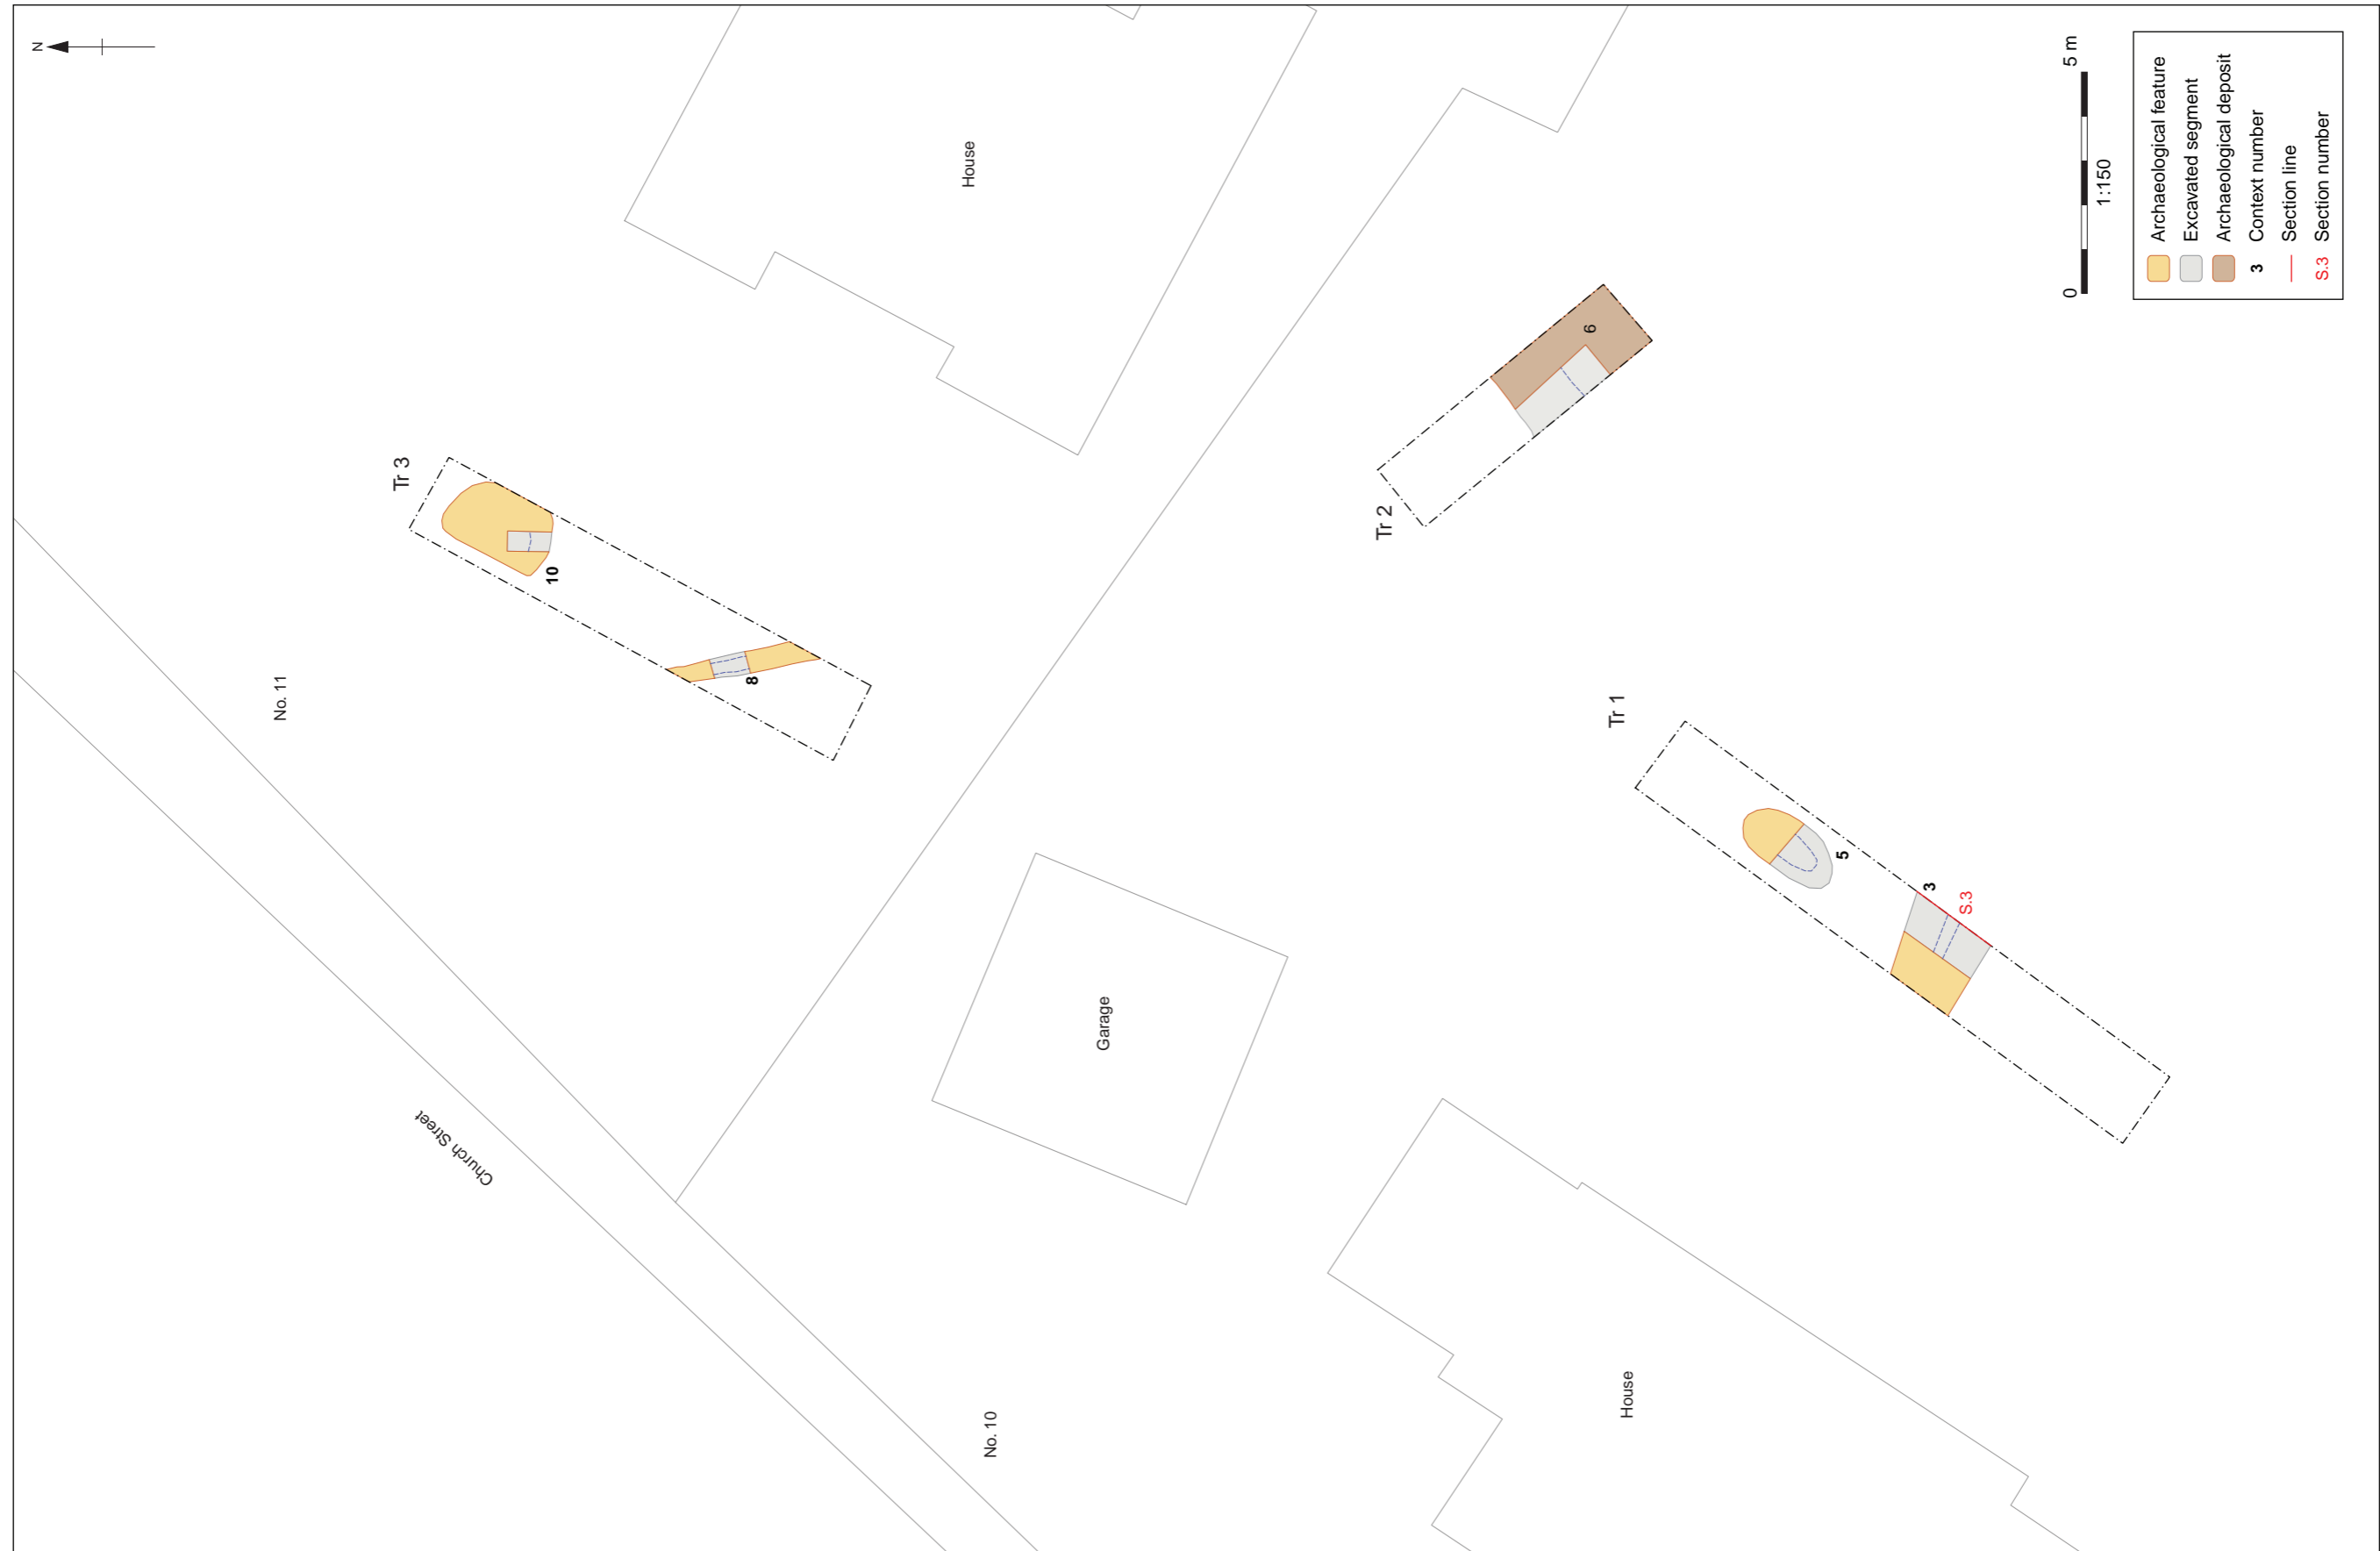 N
House
Tr 3
10
No. 11
8
6
Tr 2
Tr 1
5
3
S.3
Garage
Church Street
No. 10
House
0
5 m
1:150
Archaeological feature
Excavated segment
Archaeological deposit
3 Context number
Section line
S.3 Section number